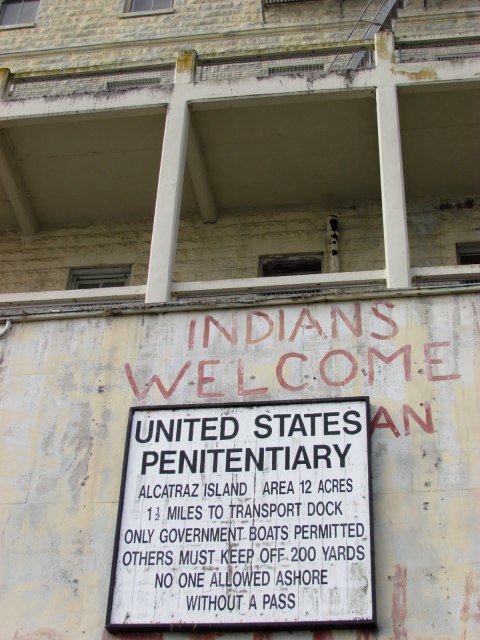 INDIANS
WELCOME
AN
UNITED STATES
PENITENTIARY
ALCATRAZ ISLAND AREA 12 ACRES
1½ MILES TO TRANSPORT DOCK
ONLY GOVERNMENT BOATS PERMITTED
OTHERS MUST KEEP OFF 200 YARDS
NO ONE ALLOWED ASHORE
WITHOUT A PASS